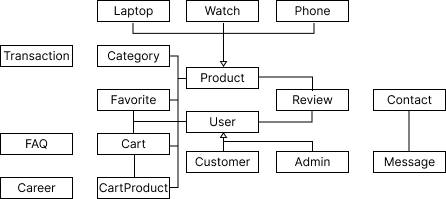 Laptop
Watch
Phone
Transaction
Category
Product
Favorite
Review
Contact
User
FAQ
Cart
Customer
Admin
Message
Career
CartProduct